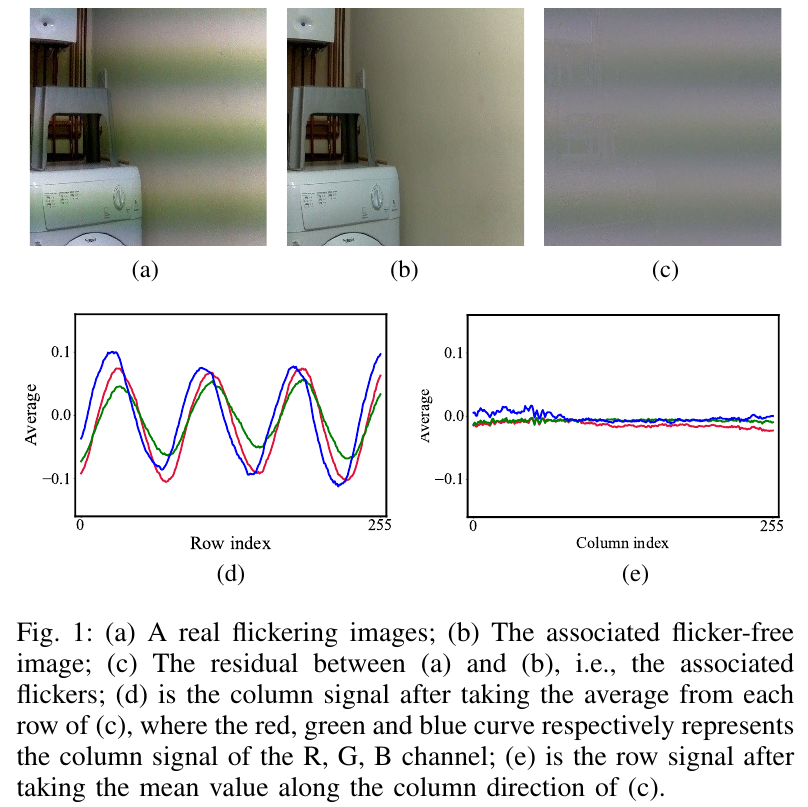 (a)
(b)
(c)
0.1
0.0
−0.1
Average
0
255
Row index
(d)
0.1
0.0
−0.1
Average
0
255
Column index
(e)
Fig. 1: (a) A real flickering images; (b) The associated flicker-free
image; (c) The residual between (a) and (b), i.e., the associated
flickers; (d) is the column signal after taking the average from each
row of (c), where the red, green and blue curve respectively represents
the column signal of the R, G, B channel; (e) is the row signal after
taking the mean value along the column direction of (c).